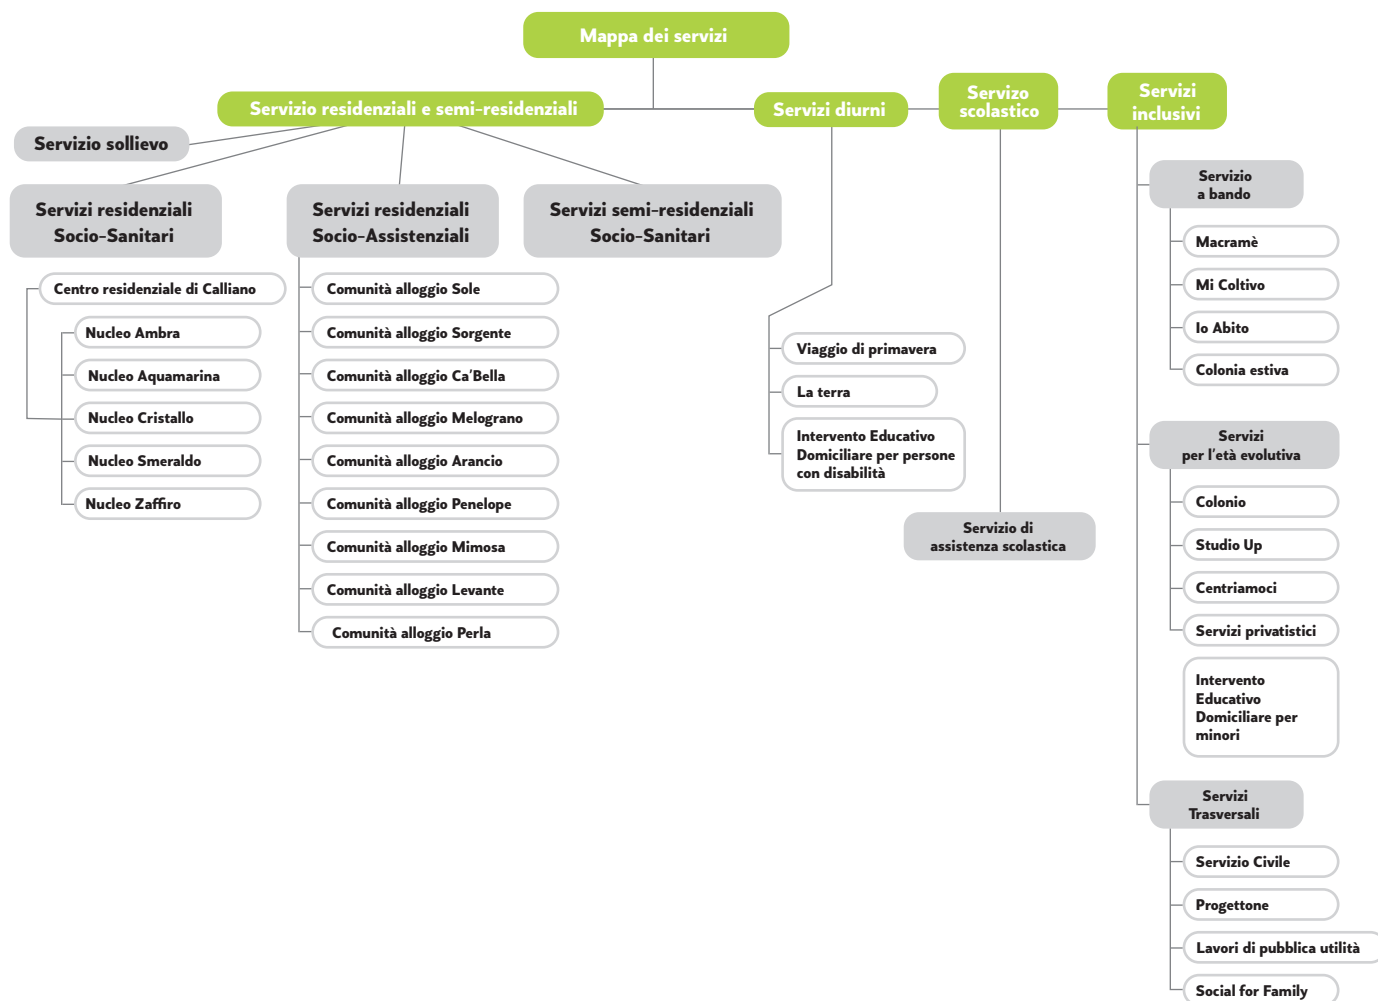 Mappa dei servizi
Servizio residenziali e semi-residenziali
Servizi diurni
Servizo
scolastico
Servizi
inclusivi
Servizio sollievo
Servizi residenziali
Socio-Sanitari
Servizi residenziali
Socio-Assistenziali
Servizi semi-residenziali
Socio-Sanitari
Centro residenziale di Calliano
Nucleo Ambra
Nucleo Aquamarina
Nucleo Cristallo
Nucleo Smeraldo
Nucleo Zaffiro
Comunità alloggio Sole
Comunità alloggio Sorgente
Comunità alloggio Ca'Bella
Comunità alloggio Melograno
Comunità alloggio Arancio
Comunità alloggio Penelope
Comunità alloggio Mimosa
Comunità alloggio Levante
Comunità alloggio Perla
Viaggio di primavera
La terra
Intervento Educativo
Domiciliare per persone
con disabilità
Servizio di
assistenza scolastica
Servizio
a bando
Macramè
Mi Coltivo
Io Abito
Colonia estiva
Servizi
per l'età evolutiva
Colonio
Studio Up
Centriamoci
Servizi privatistici
Intervento
Educativo
Domiciliare per
minori
Servizi
Trasversali
Servizio Civile
Progettone
Lavori di pubblica utilità
Social for Family